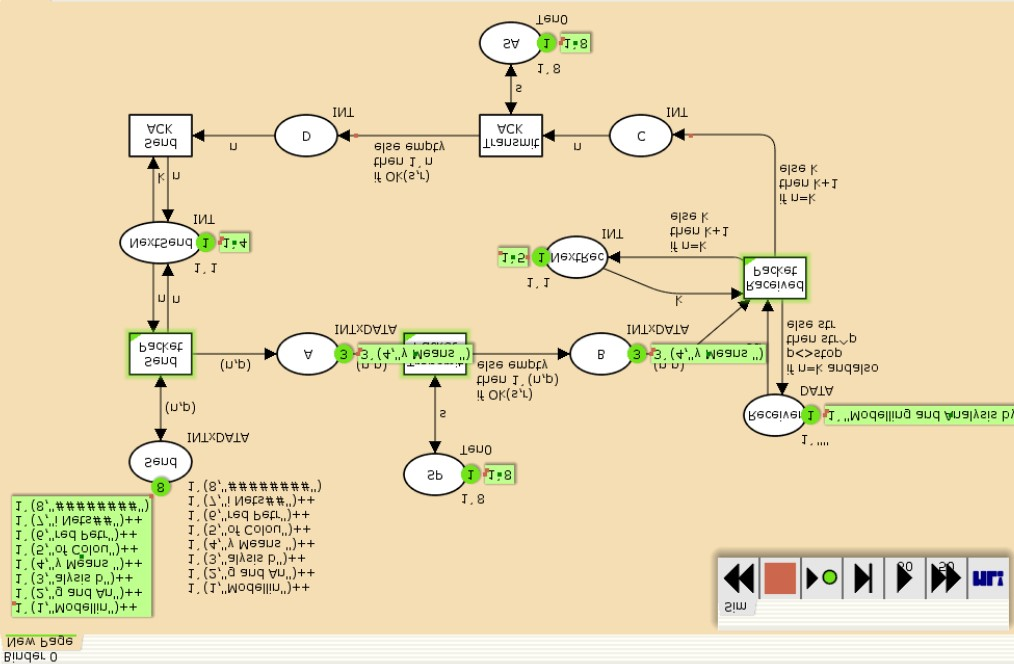 Binder 0
New Page
Sim
1`(1,"Modellin")++
1`(2,"g and An")++
1`(3,"alysis b")++
1`(4,"y Means ")++
1`(5,"of Colou")++
1`(6,"red Petr")++
1`(7,"i Nets##")++
1`(8,"########")
1`(1,"Modellin")++
1`(2,"g and An")++
1`(3,"alysis b")++
1`(4,"y Means ")++
1`(5,"of Colou")++
1`(6,"red Petr")++
1`(7,"i Nets##")++
1`(8,"########")
8
Send
INTxDATA
1`8
SP
1
1`8
Ten0
s
1`""
Receiver
1
1`"Modelling and Analysis by
DATA
(n,p)
Send
Packet
n
n
(n,p)
A
3
3`(4,"y Means ")
INTxDATA
(n,p)
if Ok(s,r)
then 1`(n,p)
else empty
B
3
3`(4,"y Means ")
INTxDATA
(n,p)
if n=k andalso
p<>stop
then str^p
else str
Received
Packet
k
1`1
NextRec
1
1`5
INT
if n=k
then k+1
else k
1`1
NextSend
1
1`4
INT
k
n
if n=k
then k+1
else k
Send
ACK
n
D
INT
if Ok(s,r)
then 1`n
else empty
Transmit
ACK
n
C
INT
s
1`8
SA
1
1`8
Ten0